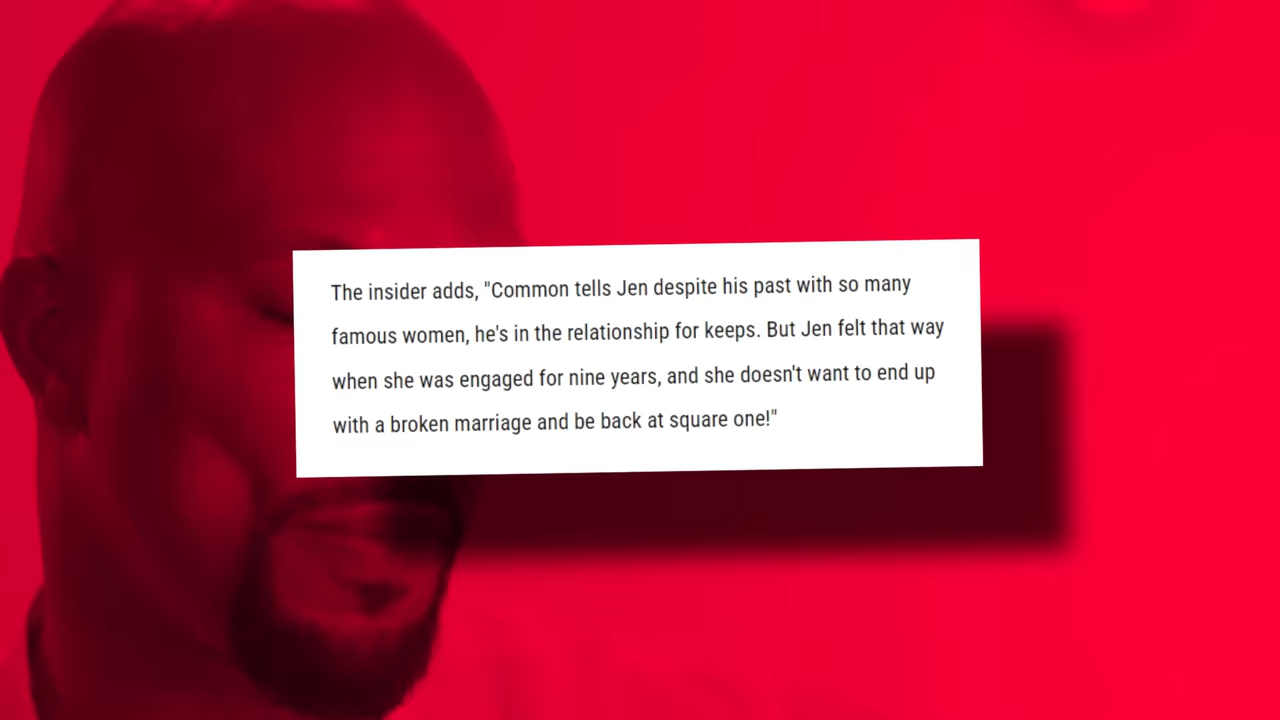 The insider adds, "Common tells Jen despite his past with so many
famous women, he's in the relationship for keeps. But Jen felt that way
when she was engaged for nine years, and she doesn't want to end up
with a broken marriage and be back at square one!"